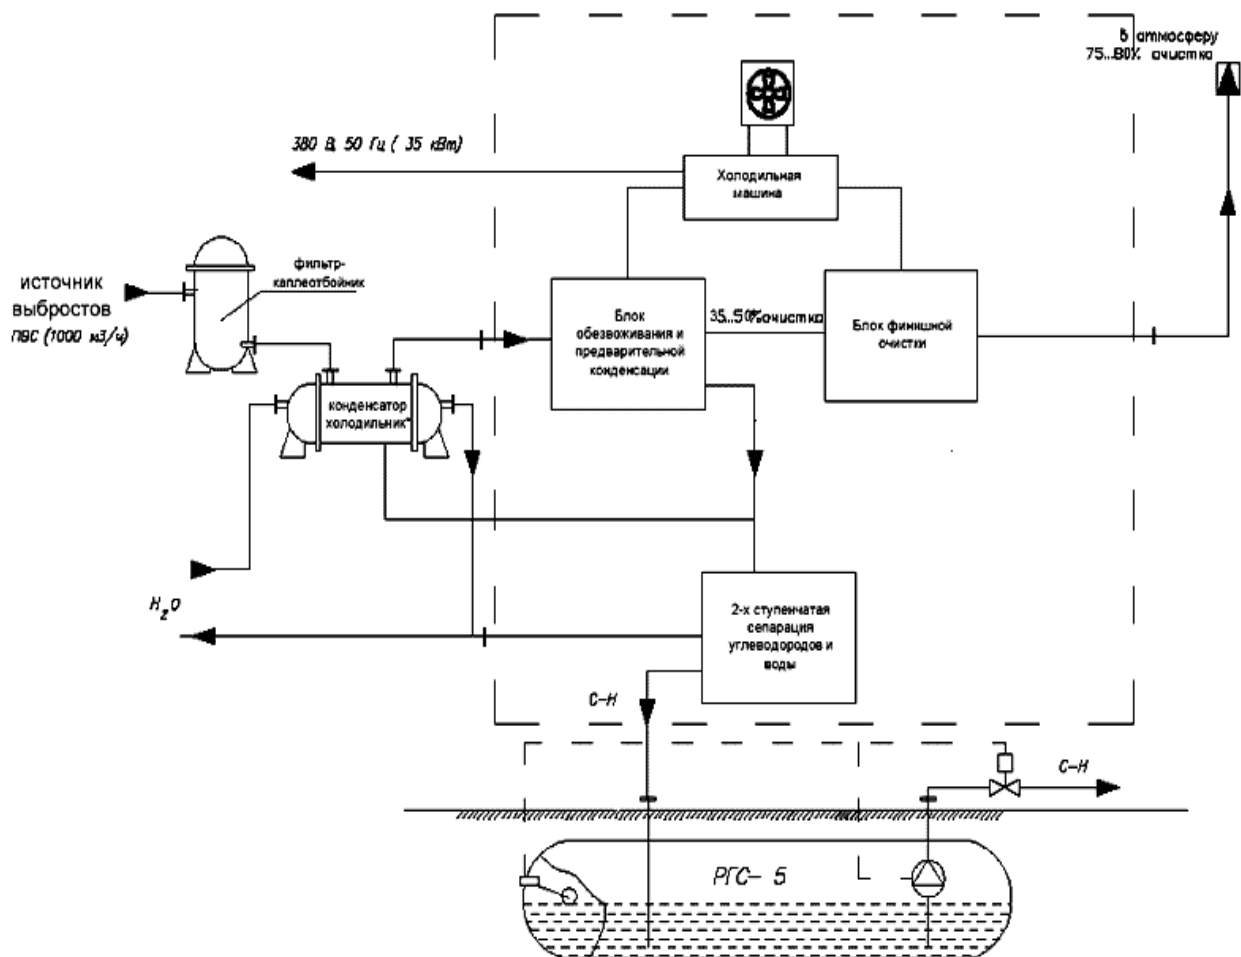 в атмосферу
75...80% очистка
380 В, 50 Гц ( 35 кВт)
Холодильная
машина
фильтр-
каплеотбойник
источник
выбростов
ПВС (1000 м3/ч)
Блок
обезвоживания и
предварительной
конденсации
35...50% очистка
Блок финишной
очистки
конденсатор
холодильник"
H2O
2-х ступенчатая
сепарация
углеводородов и
воды
С-Н
С-Н
РГС- 5